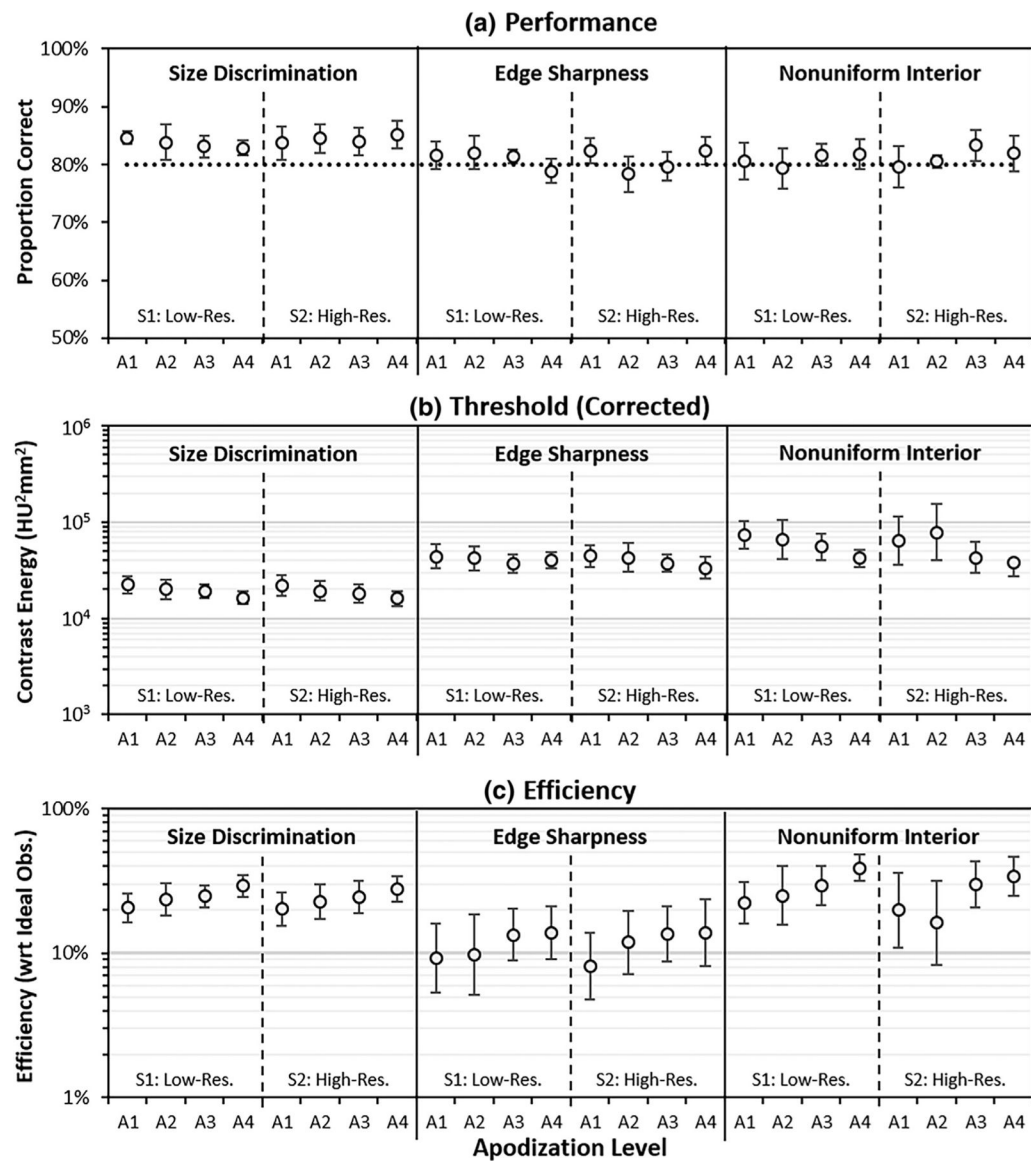 (a) Performance
100%
90%
80%
70%
60%
50%
Proportion Correct
Size Discrimination
Edge Sharpness
Nonuniform Interior
S1: Low-Res. S2: High-Res. S1: Low-Res. S2: High-Res. S1: Low-Res. S2: High-Res.
A1 A2 A3 A4 A1 A2 A3 A4 A1 A2 A3 A4 A1 A2 A3 A4 A1 A2 A3 A4 A1 A2 A3 A4
(b) Threshold (Corrected)
10⁶
10⁵
10⁴
10³
Contrast Energy (HU²mm²)
Size Discrimination
Edge Sharpness
Nonuniform Interior
S1: Low-Res. S2: High-Res. S1: Low-Res. S2: High-Res. S1: Low-Res. S2: High-Res.
A1 A2 A3 A4 A1 A2 A3 A4 A1 A2 A3 A4 A1 A2 A3 A4 A1 A2 A3 A4 A1 A2 A3 A4
(c) Efficiency
100%
10%
1%
Efficiency (wrt Ideal Obs.)
Size Discrimination
Edge Sharpness
Nonuniform Interior
S1: Low-Res. S2: High-Res. S1: Low-Res. S2: High-Res. S1: Low-Res. S2: High-Res.
A1 A2 A3 A4 A1 A2 A3 A4 A1 A2 A3 A4 A1 A2 A3 A4 A1 A2 A3 A4 A1 A2 A3 A4
Apodization Level